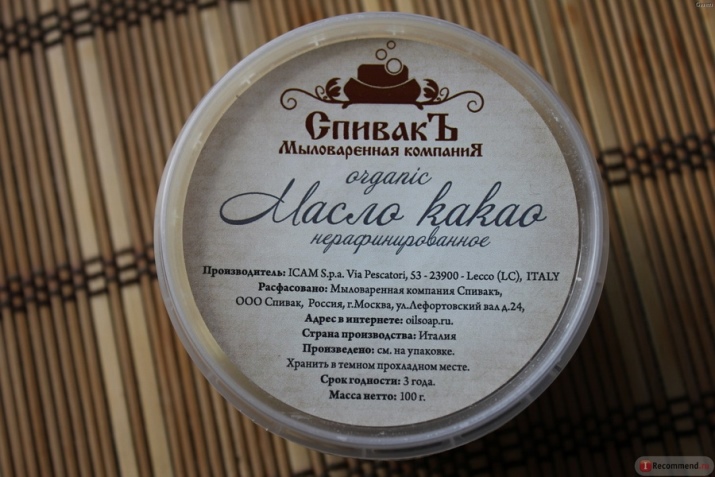 СпивакЪ
Мыловаренная компаниЯ
organic
Масло какао
нерафинированное
Производитель: ICAM S.p.a. Via Pescatori, 53 - 23900 - Lecco (LC), ITALY
Расфасовано: Мыловаренная компания Спивакъ,
ООО Спивак, Россия, г.Москва, ул.Лефортовский вал д.24,
Адрес в интернете: oilsoap.ru.
Страна производства: Италия
Произведено: см. на упаковке.
Хранить в темном прохладном месте.
Срок годности: 3 года.
Масса нетто: 100 г.